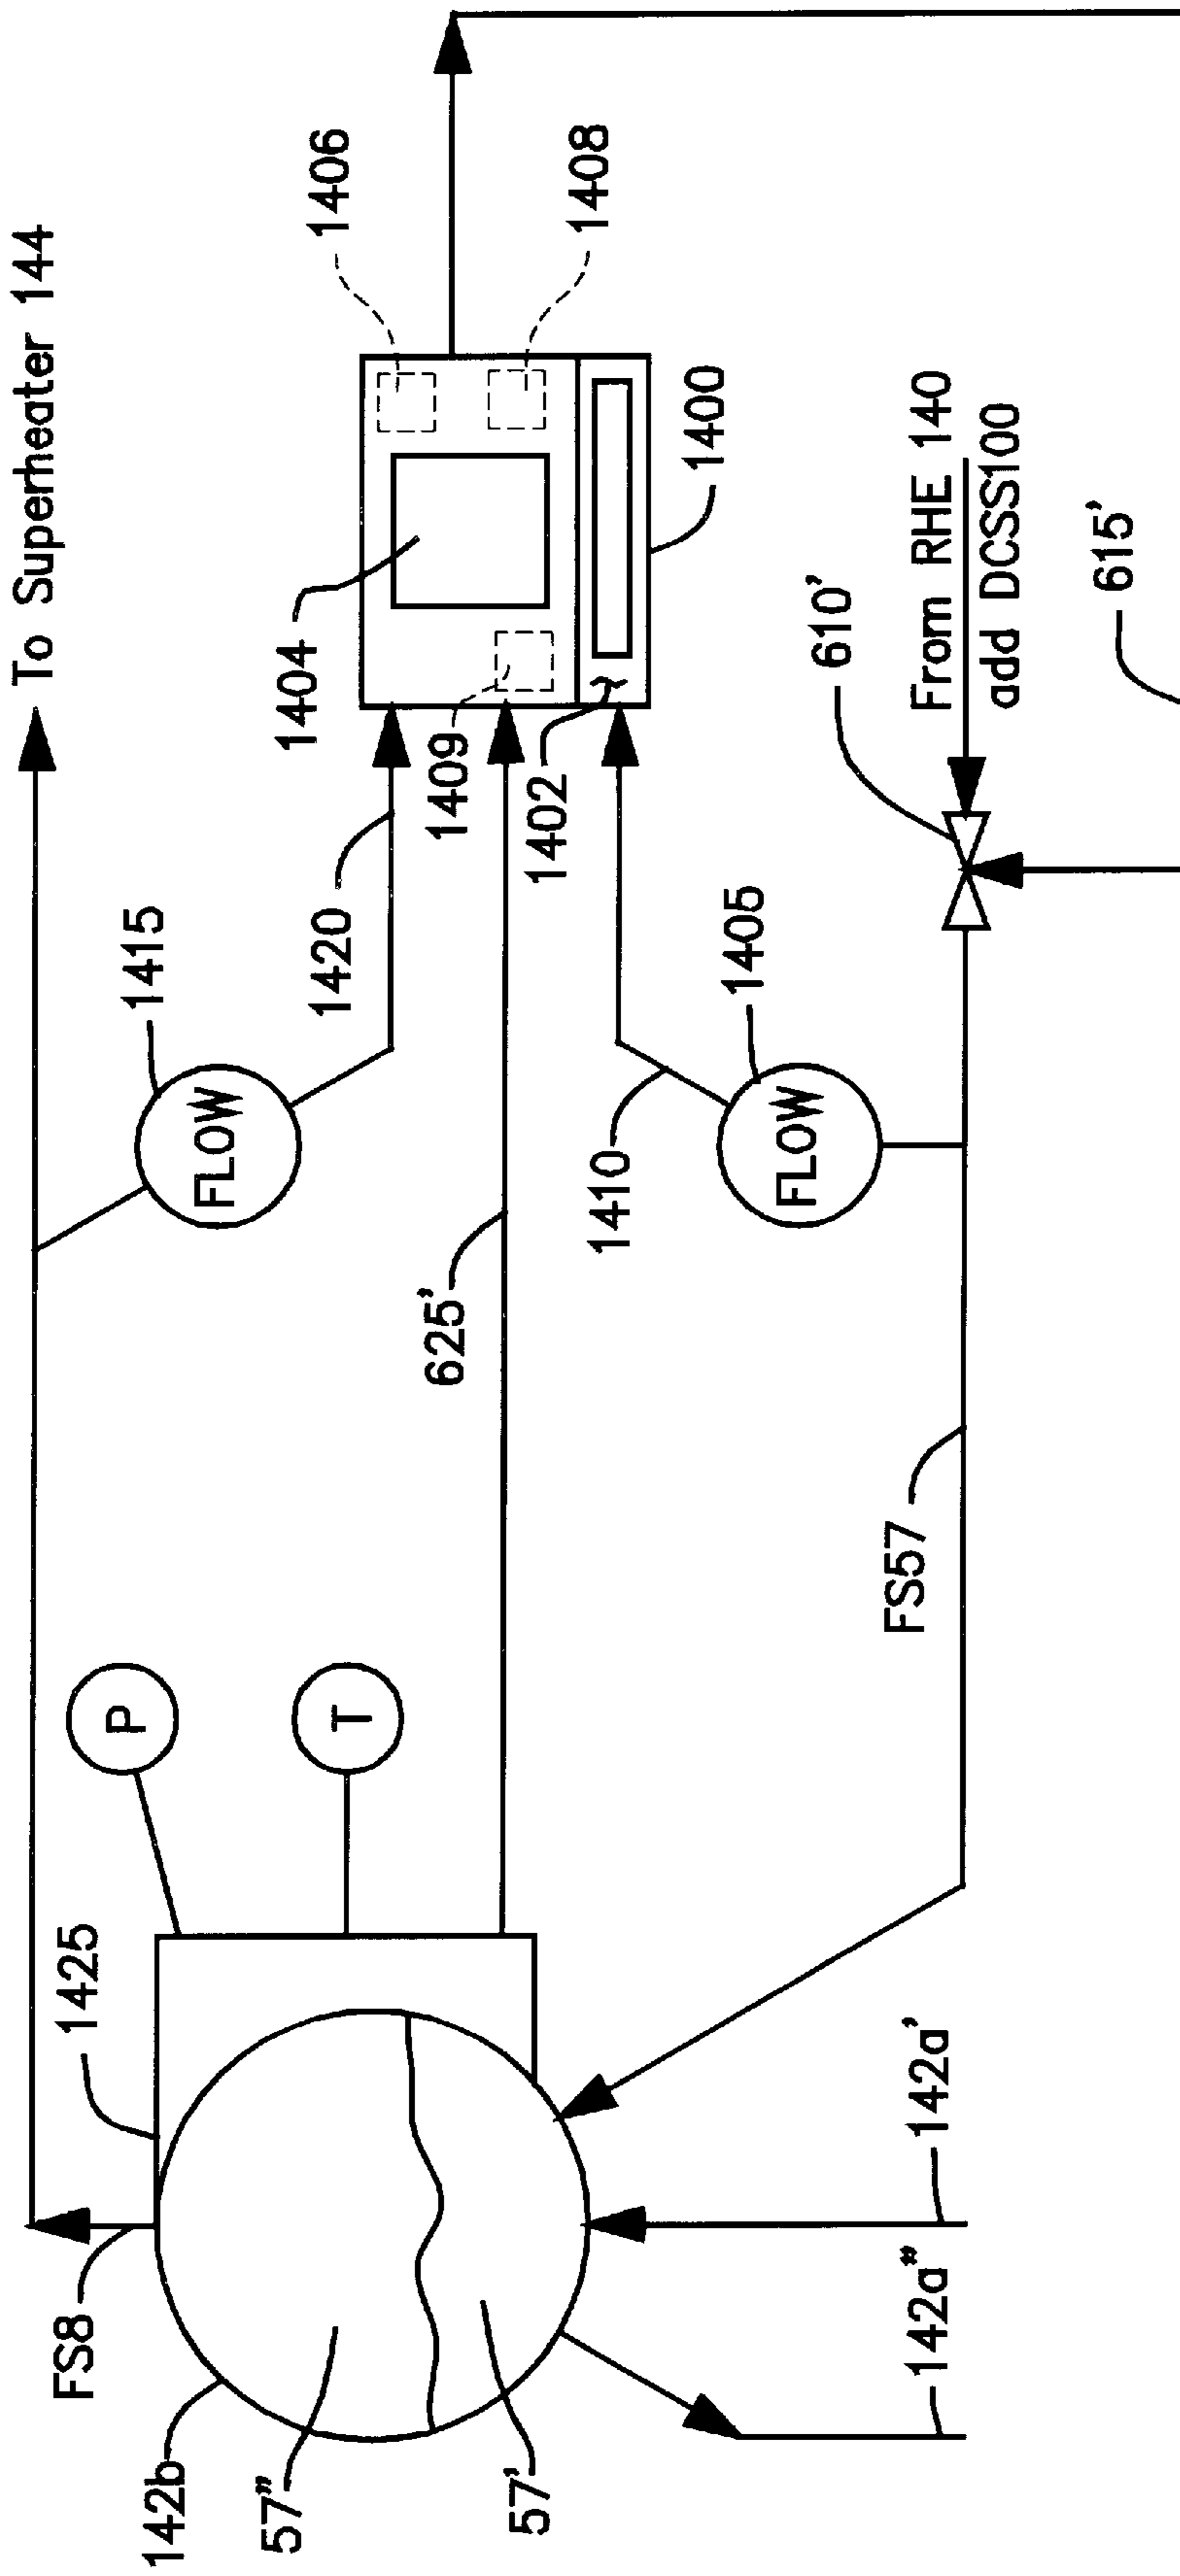 To Superheater 144
1406
1408
1404
1400
1409
1402
1415
1420
FLOW
1405
FLOW
1410
610'
From RHE 140
add DCSS100
615'
625'
FS57
P
T
1425
FS8
142b
57"
57'
142a'
142a"